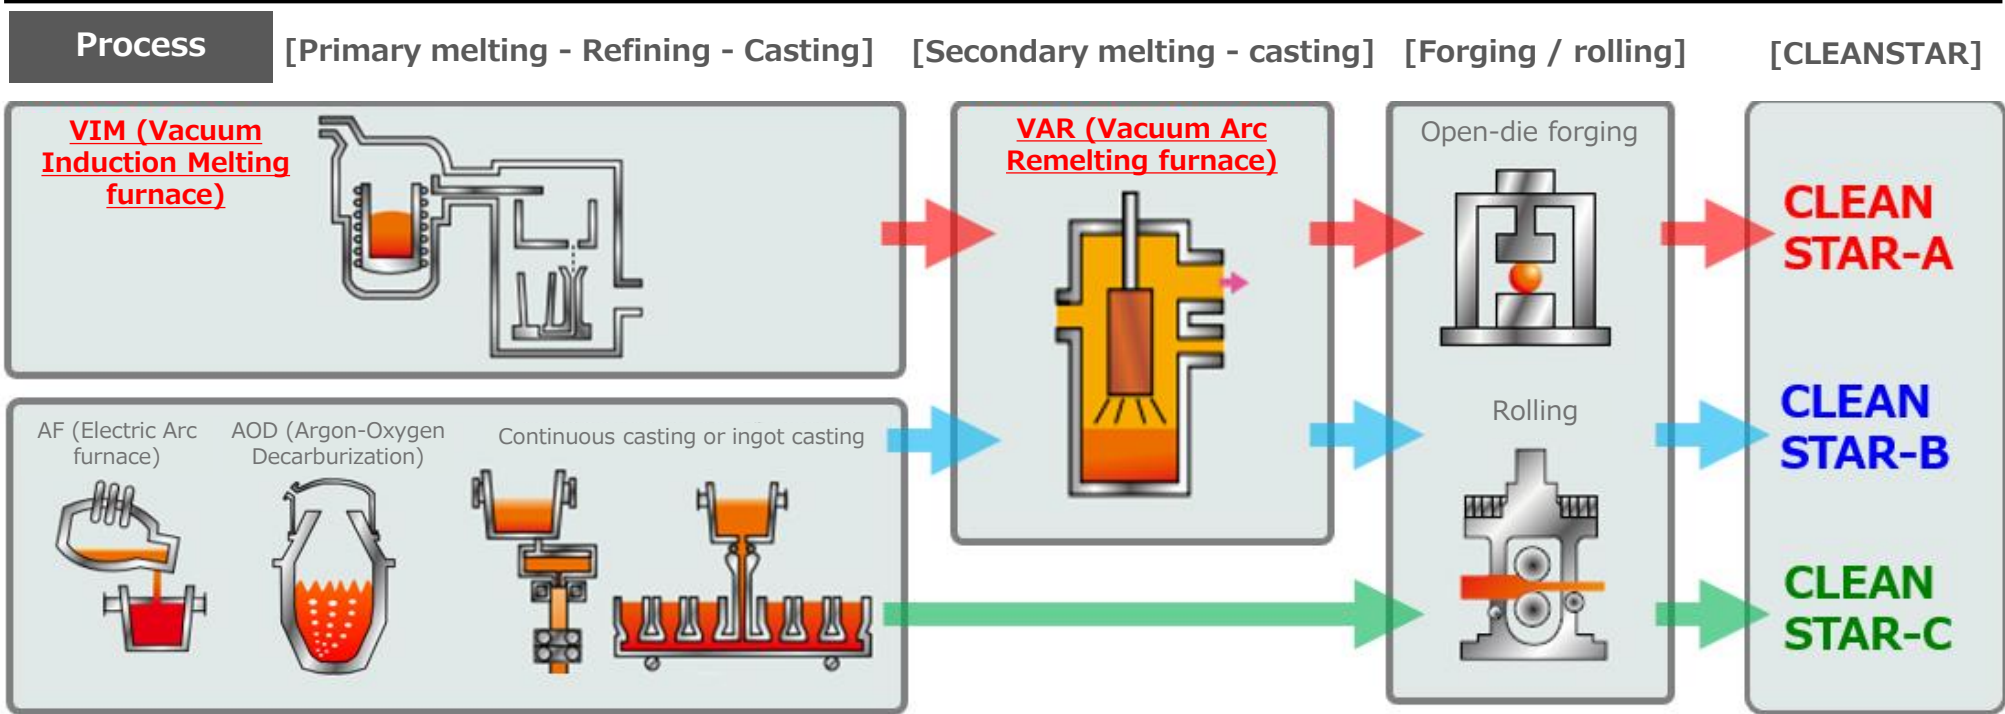 Process
[Primary melting - Refining - Casting]
[Secondary melting - casting]
[Forging / rolling]
[CLEANSTAR]
VIM (Vacuum
Induction Melting
furnace)
VAR (Vacuum Arc
Remelting furnace)
Open-die forging
CLEAN
STAR-A
AF (Electric Arc
furnace)
AOD (Argon-Oxygen
Decarburization)
Continuous casting or ingot casting
Rolling
CLEAN
STAR-B
CLEAN
STAR-C